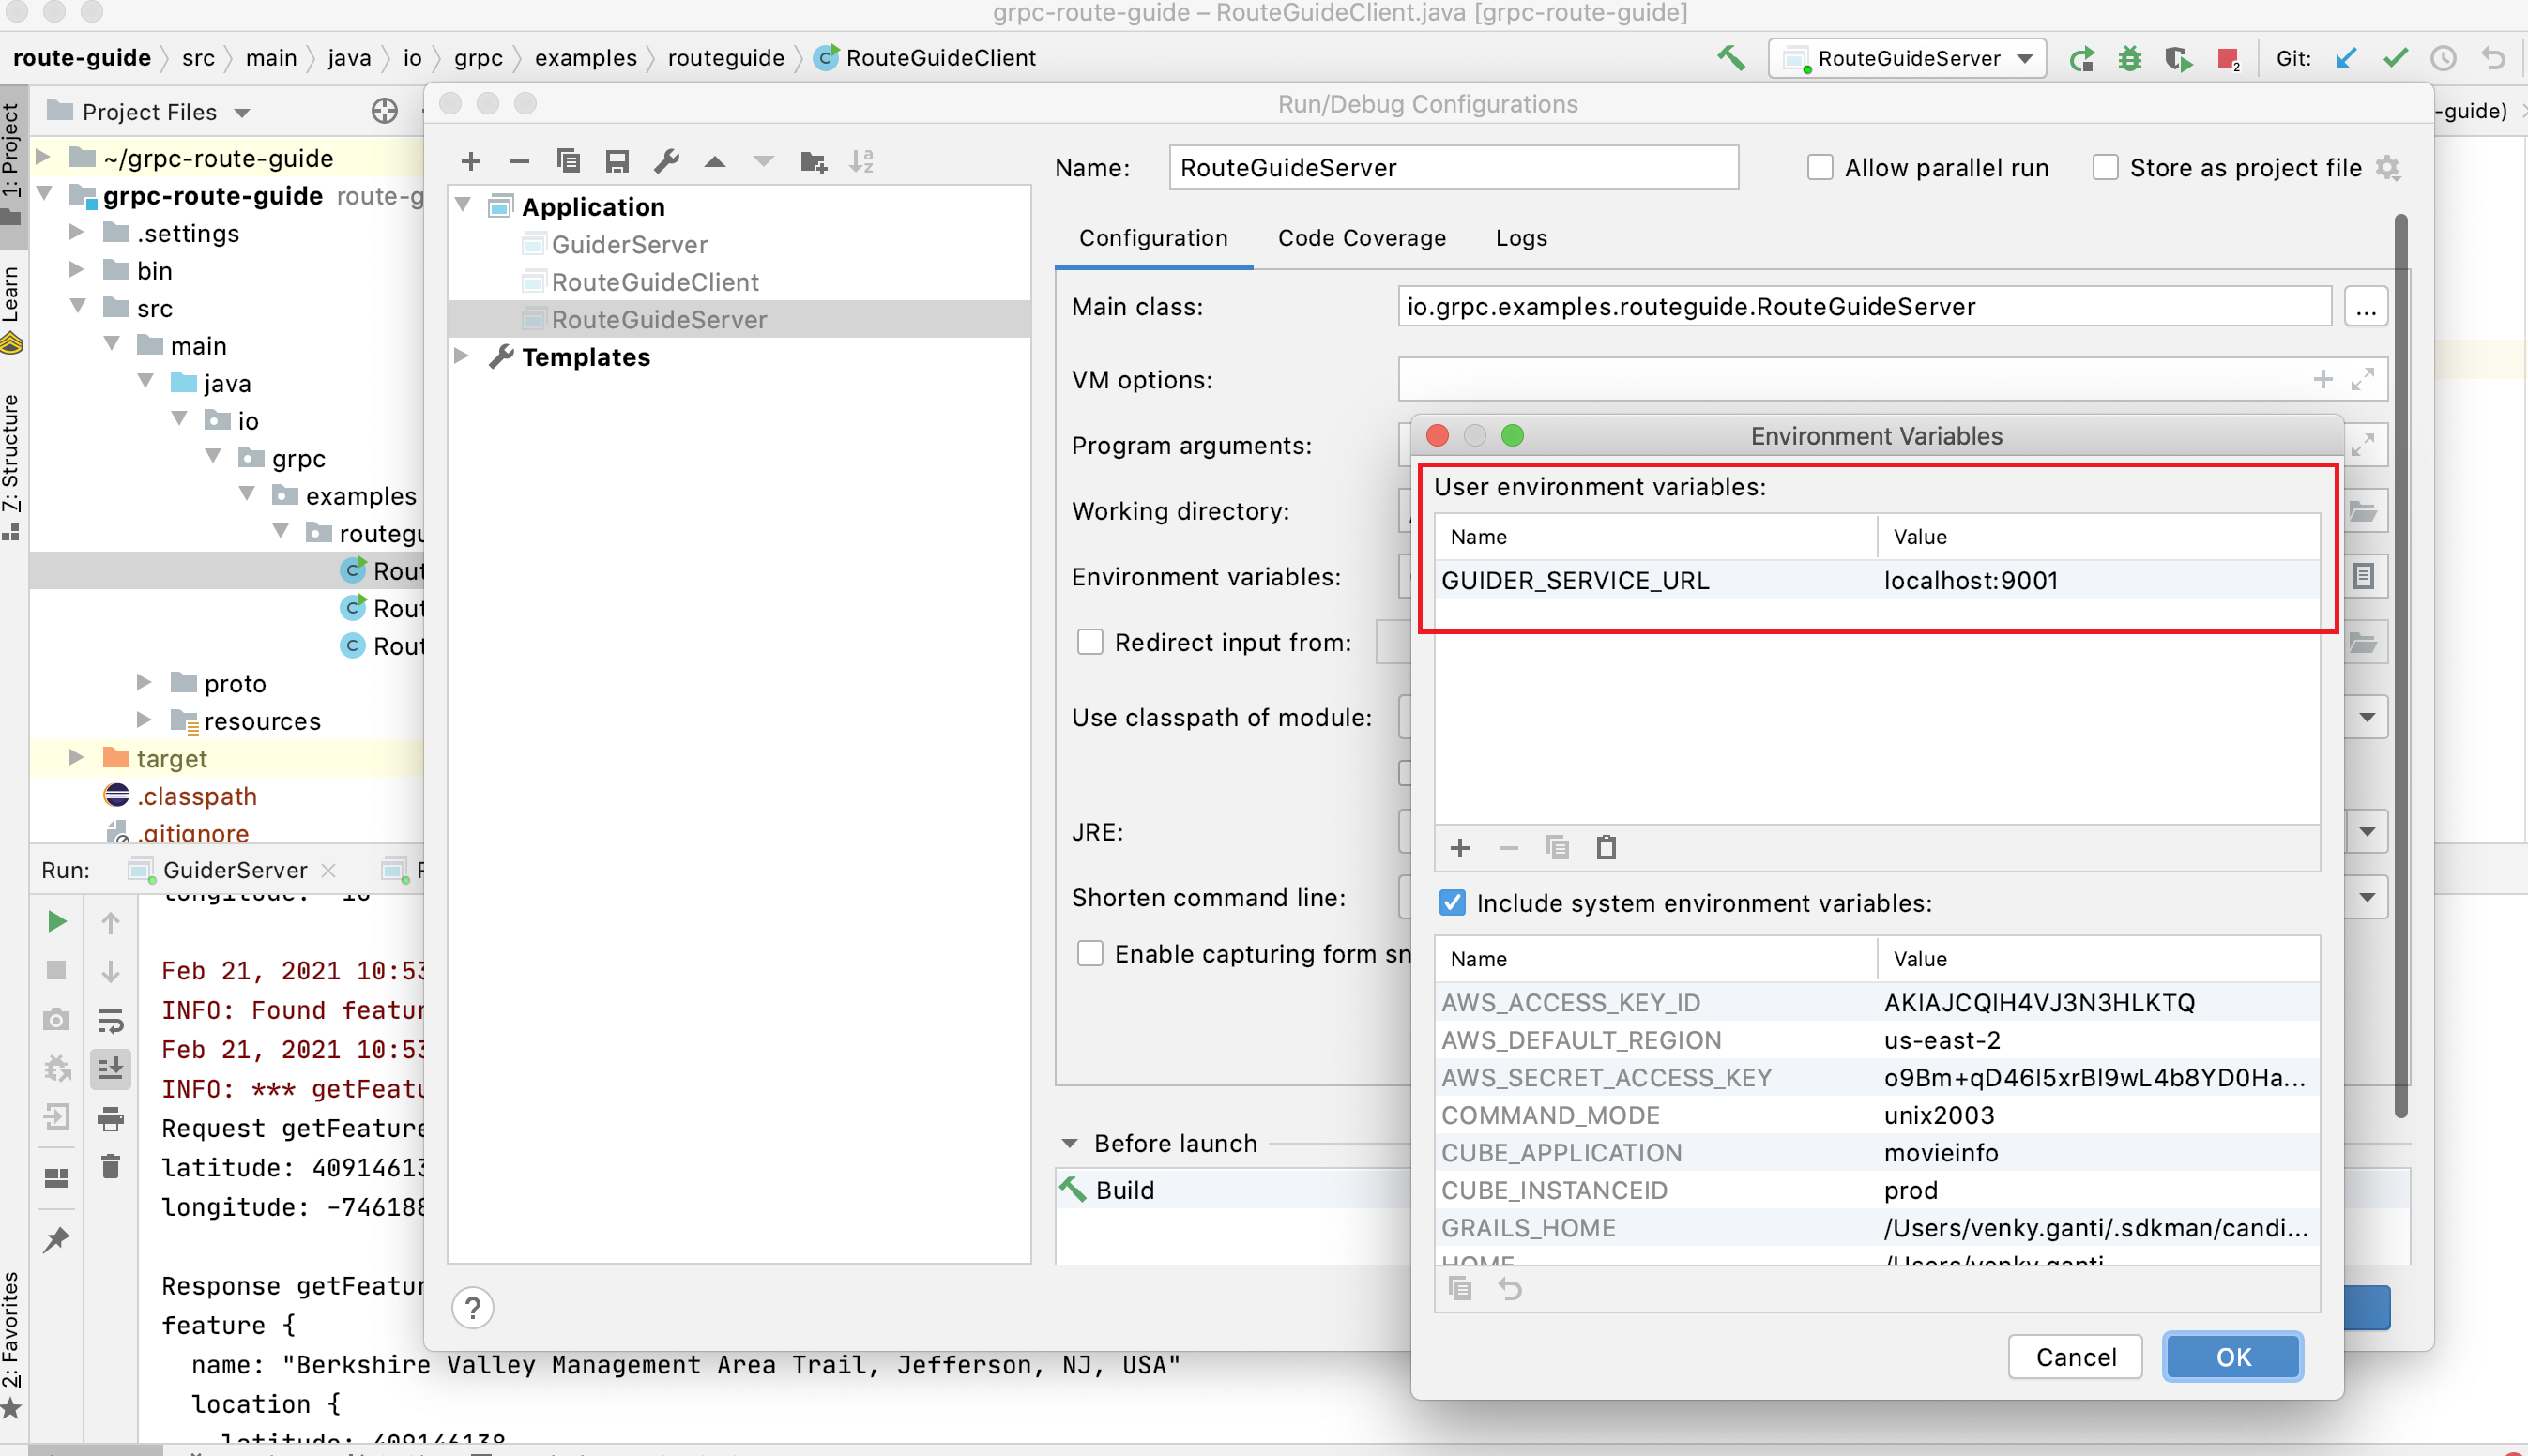 grpc-route-guide – RouteGuideClient.java [grpc-route-guide]
route-guide src main java io grpc examples routeguide RouteGuideClient
RouteGuideServer
2
Git:
1: Project
Learn
7: Structure
2: Favorites
Project Files
~/grpc-route-guide
grpc-route-guide route-g
.settings
bin
src
main
java
io
grpc
examples
routegu
Rout
Rout
Rout
proto
resources
target
.classpath
.gitignore
-guide)
Run/Debug Configurations
Application
GuiderServer
RouteGuideClient
RouteGuideServer
Templates
Name: RouteGuideServer
Allow parallel run
Store as project file
Configuration Code Coverage Logs
Main class: io.grpc.examples.routeguide.RouteGuideServer ...
VM options:
Program arguments:
Working directory:
Environment variables:
Redirect input from:
Use classpath of module:
JRE:
Shorten command line:
Enable capturing form sn
Before launch
Build
?
Environment Variables
User environment variables:
Name Value
GUIDER_SERVICE_URL localhost:9001
Include system environment variables:
Name Value
AWS_ACCESS_KEY_ID AKIAJCQIH4VJ3N3HLKTQ
AWS_DEFAULT_REGION us-east-2
AWS_SECRET_ACCESS_KEY o9Bm+qD46I5xrBl9wL4b8YD0Ha...
COMMAND_MODE unix2003
CUBE_APPLICATION movieinfo
CUBE_INSTANCEID prod
GRAILS_HOME /Users/venky.ganti/.sdkman/candi...
HOME /Users/venky.ganti
Cancel OK
Run: GuiderServer
Feb 21, 2021 10:53
INFO: Found featur
Feb 21, 2021 10:53
INFO: *** getFeatu
Request getFeature
latitude: 40914613
longitude: -746188
Response getFeatur
feature {
name: "Berkshire Valley Management Area Trail, Jefferson, NJ, USA"
location {
latitude: 409146138